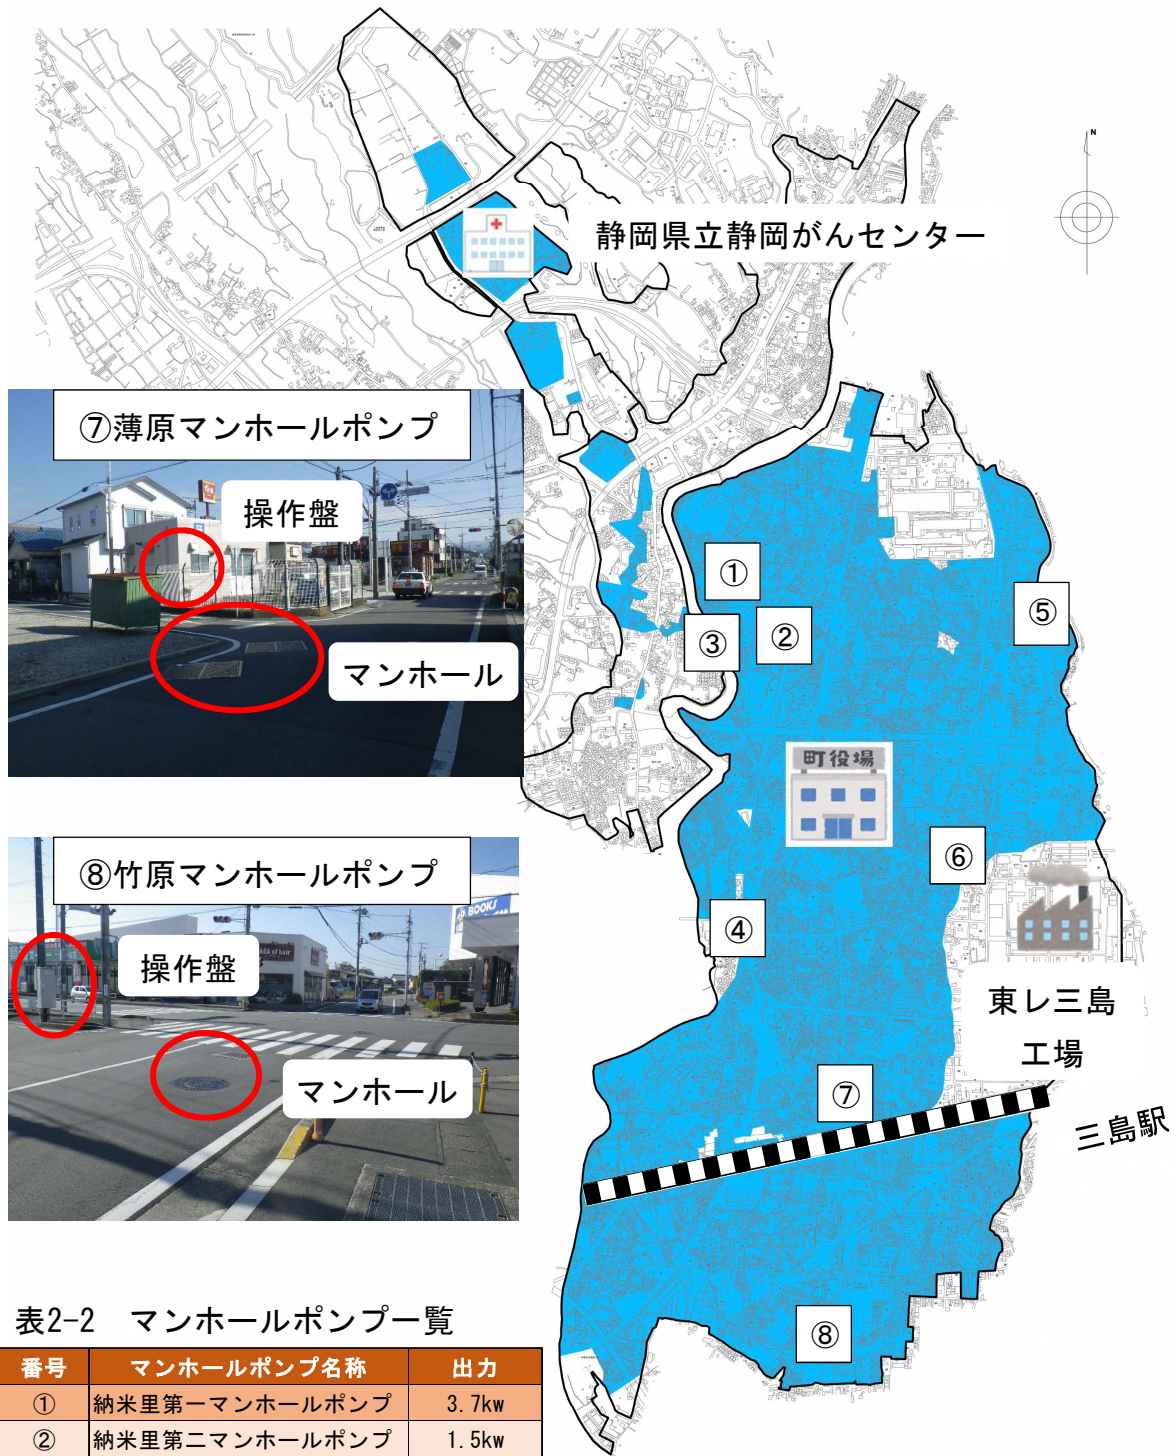 N
静岡県立静岡がんセンター
⑦薄原マンホールポンプ
操作盤
マンホール
①
②
③
⑤
町役場
⑥
④
⑧竹原マンホールポンプ
BOOKS
操作盤
マンホール
東レ三島
工場
⑦
三島駅
⑧
表2-2 マンホールポンプ一覧
番号 マンホールポンプ名称 出力
① 納米里第一マンホールポンプ 3.7kw
② 納米里第二マンホールポンプ 1.5kw